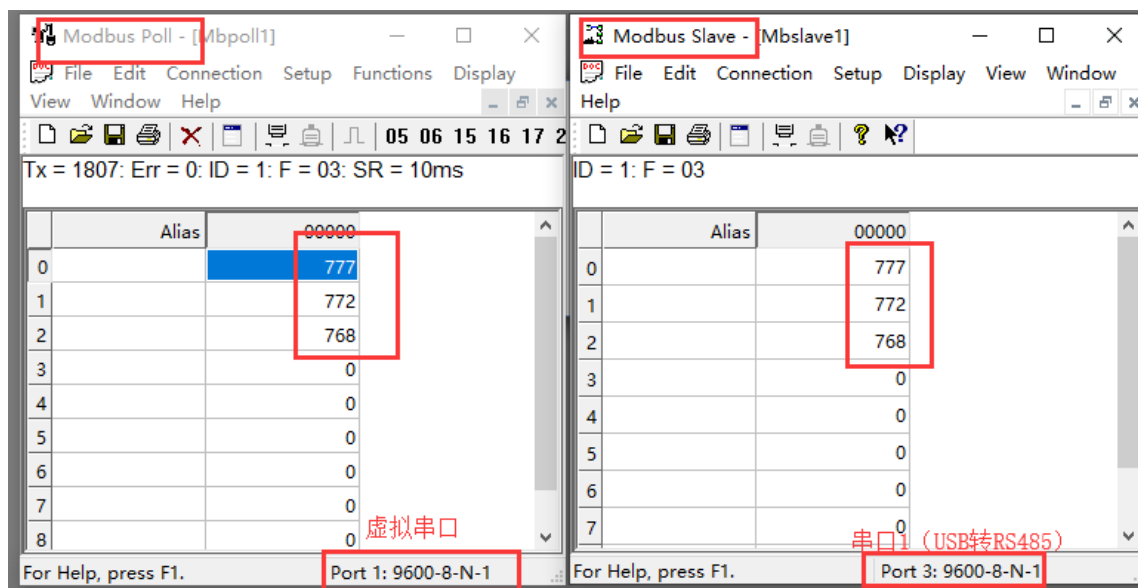 Modbus Poll - [Mbpoll1]
File Edit Connection Setup Functions Display
View Window Help
05 06 15 16 17 2
Tx = 1807: Err = 0: ID = 1: F = 03: SR = 10ms
Alias 00000
0 777
1 772
2 768
3 0
4 0
5 0
6 0
7 0
8 0
虚拟串口
For Help, press F1. Port 1: 9600-8-N-1
Modbus Slave - [Mbslave1]
File Edit Connection Setup Display View Window
Help
ID = 1: F = 03
Alias 00000
0 777
1 772
2 768
3 0
4 0
5 0
6 0
7 0
串口1（USB转RS485）
For Help, press F1. Port 3: 9600-8-N-1